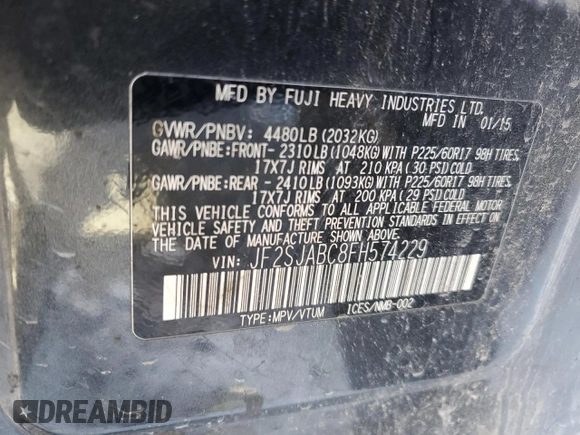 MFD BY FUJI HEAVY INDUSTRIES LTD.
MFD IN 01/15
GVWR/PNBV: 4480LB (2032KG)
GAWR/PNBE:FRONT- 2310LB (1048KG) WITH P225/60R17 98H TIRES,
17X7J RIMS AT 210 KPA (30 PSI) COLD
GAWR/PNBE:REAR - 2410LB (1093KG) WITH P225/60R17 98H TIRES,
17X7J RIMS AT 200 KPA (29 PSI) COLD
THIS VEHICLE CONFORMS TO ALL APPLICABLE FEDERAL MOTOR
VEHICLE SAFETY AND THEFT PREVENTION STANDARDS IN EFFECT ON
THE DATE OF MANUFACTURE SHOWN ABOVE.
VIN: JF2SJABC8FH574229
TYPE:MPV/VTUM ICES/NMB-002
DREAMBID